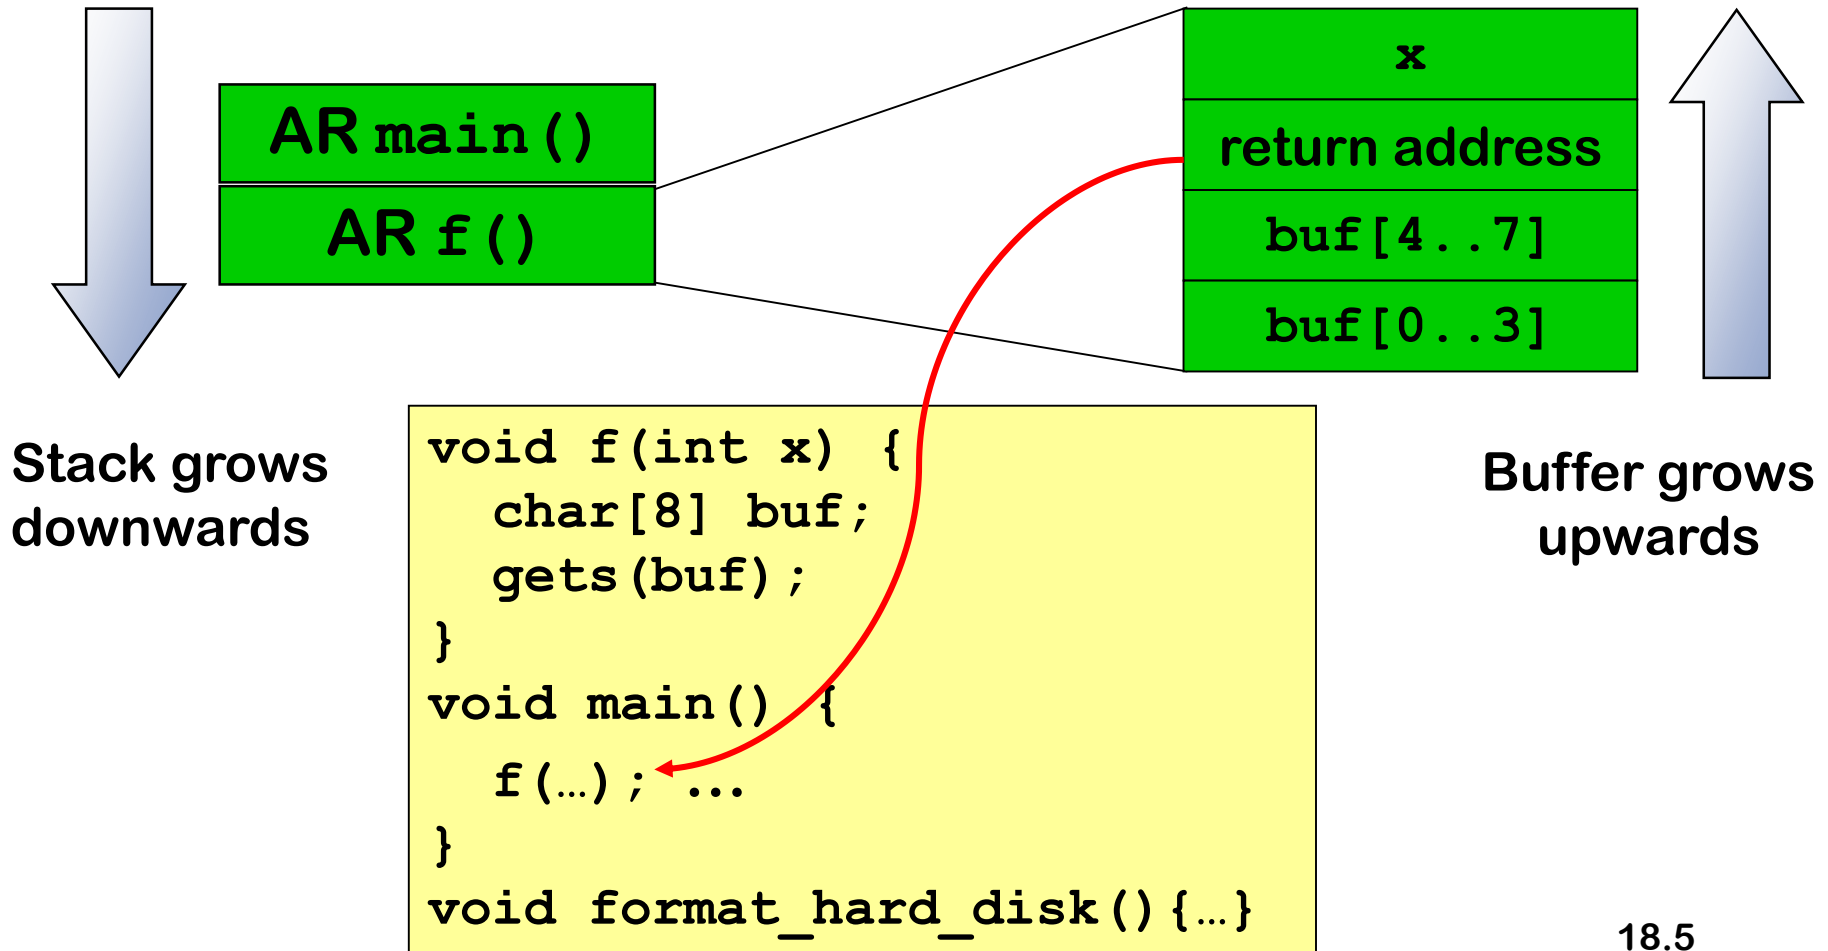 AR main()
AR f()
x
return address
buf[4..7]
buf[0..3]
Stack grows
downwards
void f(int x) {
char[8] buf;
gets(buf);
}
void main() {
f(…); ...
}
void format_hard_disk(){…}
Buffer grows
upwards
18.5